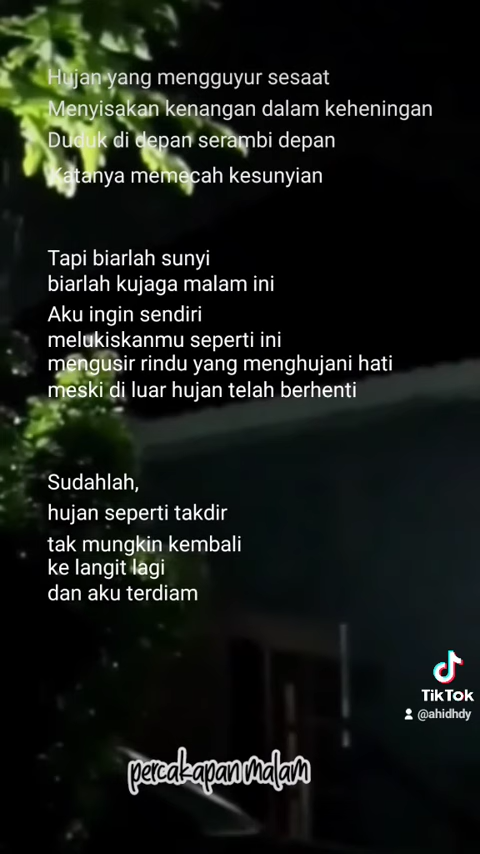 Hujan yang mengguyur sesaat
Menyisakan kenangan dalam keheningan
Duduk di depan serambi depan
Katanya memecah kesunyian
Tapi biarlah sunyi
biarlah kujaga malam ini
Aku ingin sendiri
melukiskanmu seperti ini
mengusir rindu yang menghujani hati
meski di luar hujan telah berhenti
Sudahlah,
hujan seperti takdir
tak mungkin kembali
ke langit lagi
dan aku terdiam
TikTok
@ahidhdy
percakapan malam